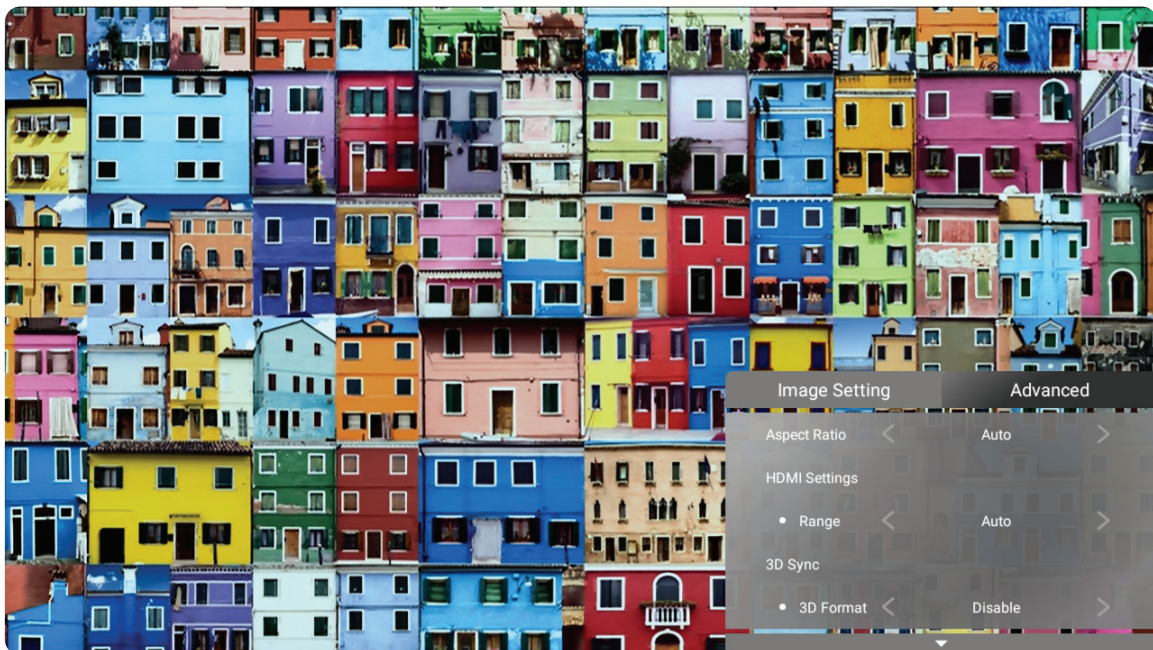 Image Setting Advanced
Aspect Ratio < Auto >
HDMI Settings
• Range < Auto >
3D Sync
• 3D Format < Disable >